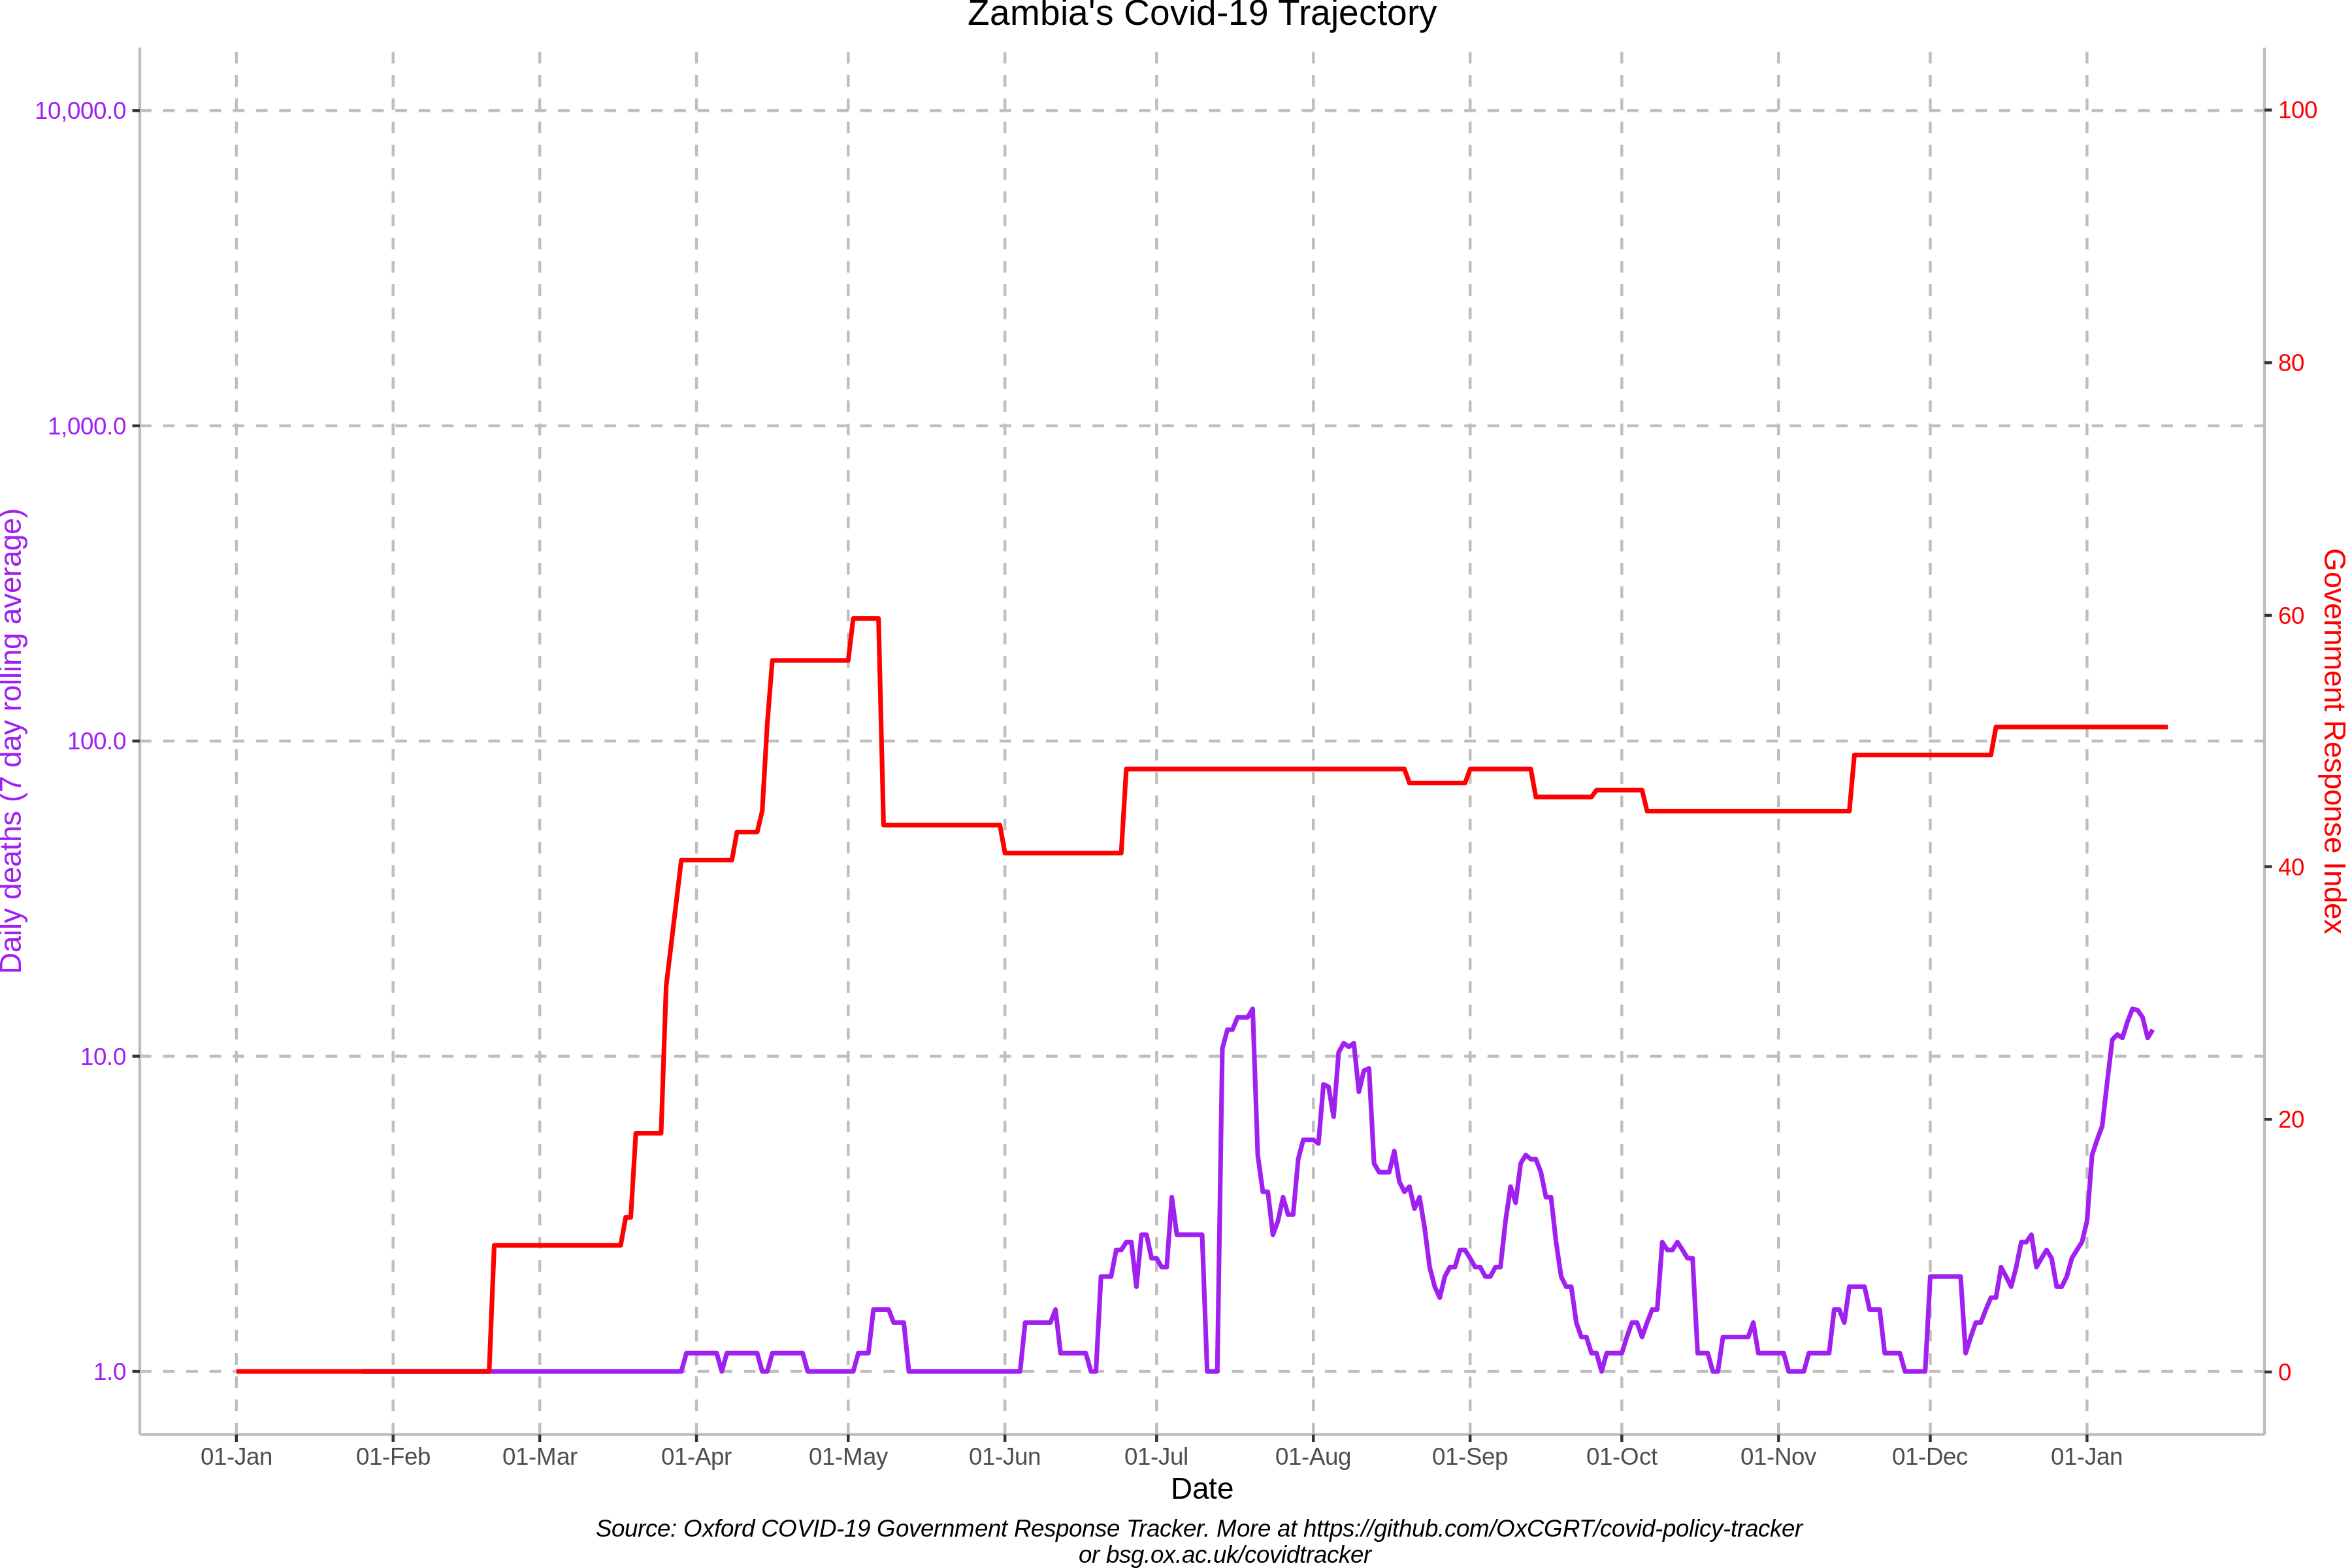 Zambia's Covid-19 Trajectory
10,000.0
1,000.0
100.0
10.0
1.0
Daily deaths (7 day rolling average)
100
80
60
40
20
0
Government Response Index
01-Jan 01-Feb 01-Mar 01-Apr 01-May 01-Jun 01-Jul 01-Aug 01-Sep 01-Oct 01-Nov 01-Dec 01-Jan
Date
Source: Oxford COVID-19 Government Response Tracker. More at https://github.com/OxCGRT/covid-policy-tracker
or bsg.ox.ac.uk/covidtracker